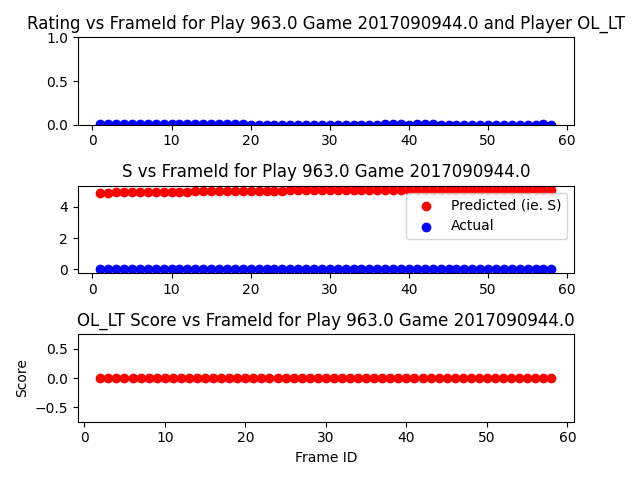 Rating vs FrameId for Play 963.0 Game 2017090944.0 and Player OL_LT
1.0
0.5
0.0
0 10 20 30 40 50 60
S vs FrameId for Play 963.0 Game 2017090944.0
4
2
0
Predicted (ie. S)
Actual
0 10 20 30 40 50 60
OL_LT Score vs FrameId for Play 963.0 Game 2017090944.0
Score
0.5
0.0
−0.5
0 10 20 30 40 50 60
Frame ID